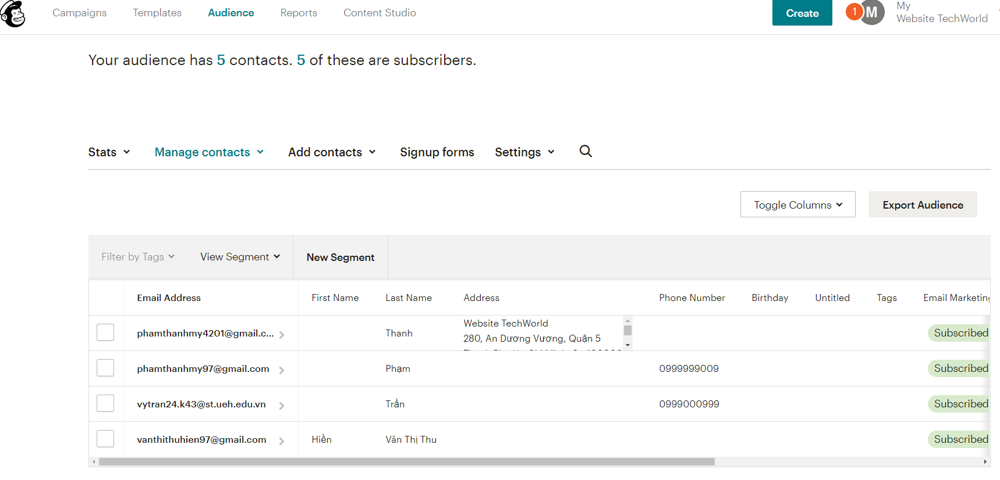 Campaigns Templates Audience Reports Content Studio Create 1 M My
Website TechWorld
Your audience has 5 contacts. 5 of these are subscribers.
Stats Manage contacts Add contacts Signup forms Settings
Toggle Columns Export Audience
Filter by Tags View Segment New Segment
Email Address First Name Last Name Address Phone Number Birthday Untitled Tags Email Marketing
phamthanhmy4201@gmail.c... Thanh Website TechWorld
280, An Dương Vương, Quận 5
Subscribed
phamthanhmy97@gmail.com Phạm 0999999009 Subscribed
vytran24.k43@st.ueh.edu.vn Trần 0999000999 Subscribed
vanthithuhien97@gmail.com Hiền Văn Thị Thu Subscribed